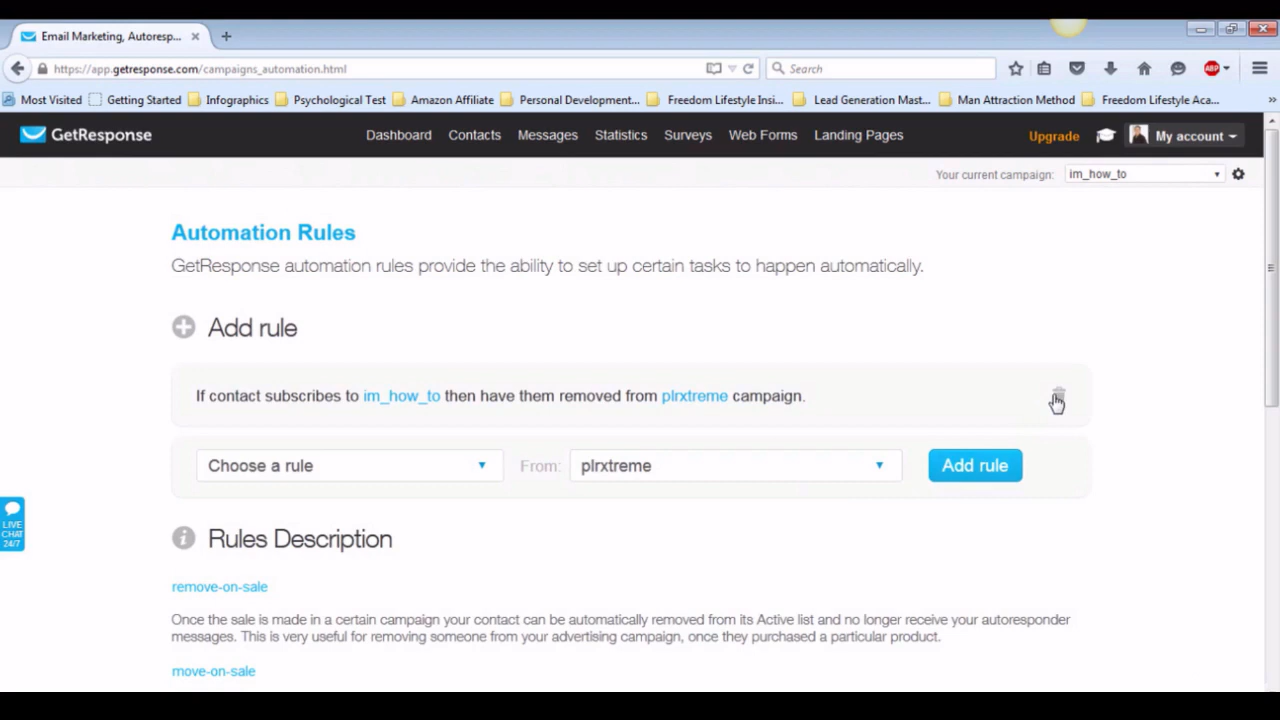 Email Marketing, Autoresp...
https://app.getresponse.com/campaigns_automation.html
Search
ABP
Most Visited Getting Started Infographics Psychological Test Amazon Affiliate Personal Development... Freedom Lifestyle Insi... Lead Generation Mast... Man Attraction Method Freedom Lifestyle Aca...
GetResponse Dashboard Contacts Messages Statistics Surveys Web Forms Landing Pages Upgrade My account
Your current campaign: im_how_to
Automation Rules
GetResponse automation rules provide the ability to set up certain tasks to happen automatically.
Add rule
If contact subscribes to im_how_to then have them removed from plrxtreme campaign.
Choose a rule From: plrxtreme Add rule
LIVE
CHAT
24/7
Rules Description
remove-on-sale
Once the sale is made in a certain campaign your contact can be automatically removed from its Active list and no longer receive your autoresponder
messages. This is very useful for removing someone from your advertising campaign, once they purchased a particular product.
move-on-sale